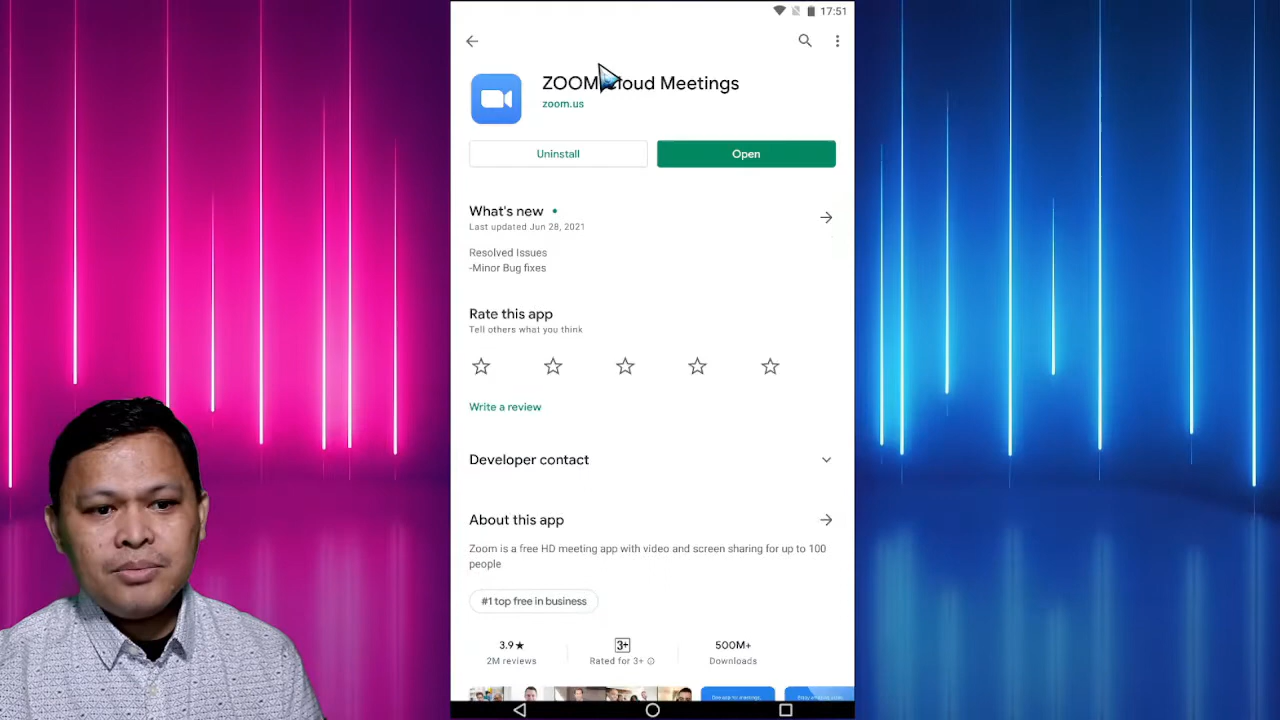 17:51
ZOOM Cloud Meetings
zoom.us
Uninstall
Open
What's new
Last updated Jun 28, 2021
Resolved Issues
-Minor Bug fixes
Rate this app
Tell others what you think
Write a review
Developer contact
About this app
Zoom is a free HD meeting app with video and screen sharing for up to 100
people
#1 top free in business
3.9★
2M reviews
3+
Rated for 3+
500M+
Downloads